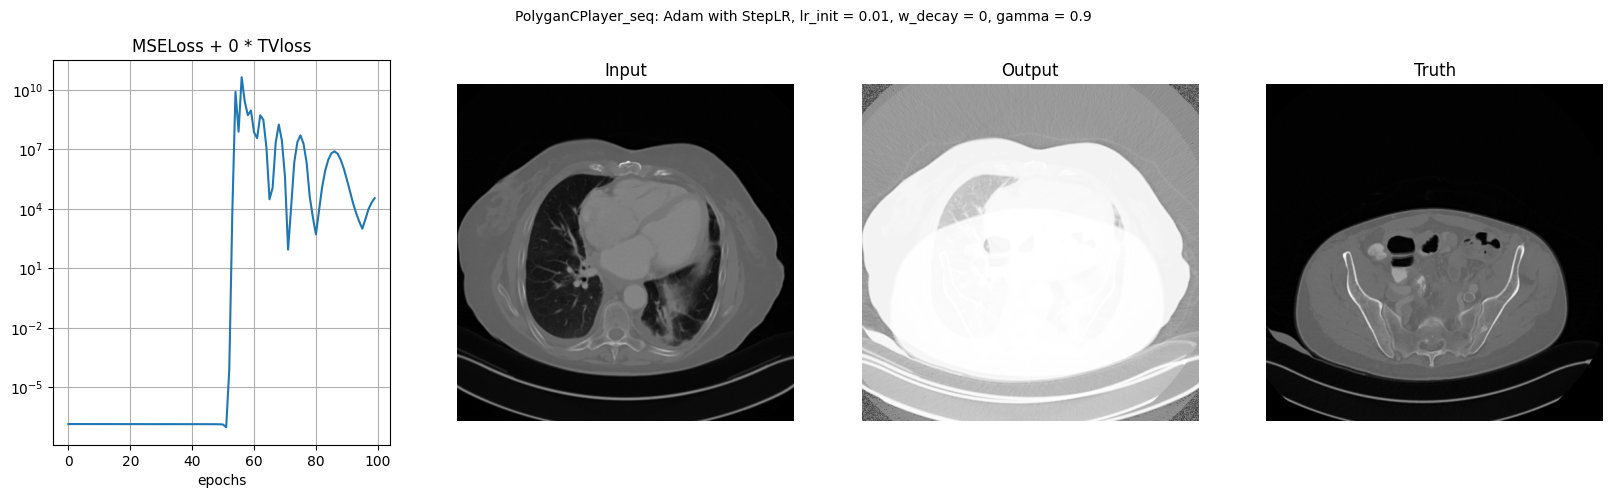 PolyganCPlayer_seq: Adam with StepLR, lr_init = 0.01, w_decay = 0, gamma = 0.9
MSELoss + 0 * TVloss
Input
Output
Truth
10^10
10^7
10^4
10^1
10^-2
10^-5
0 20 40 60 80 100
epochs